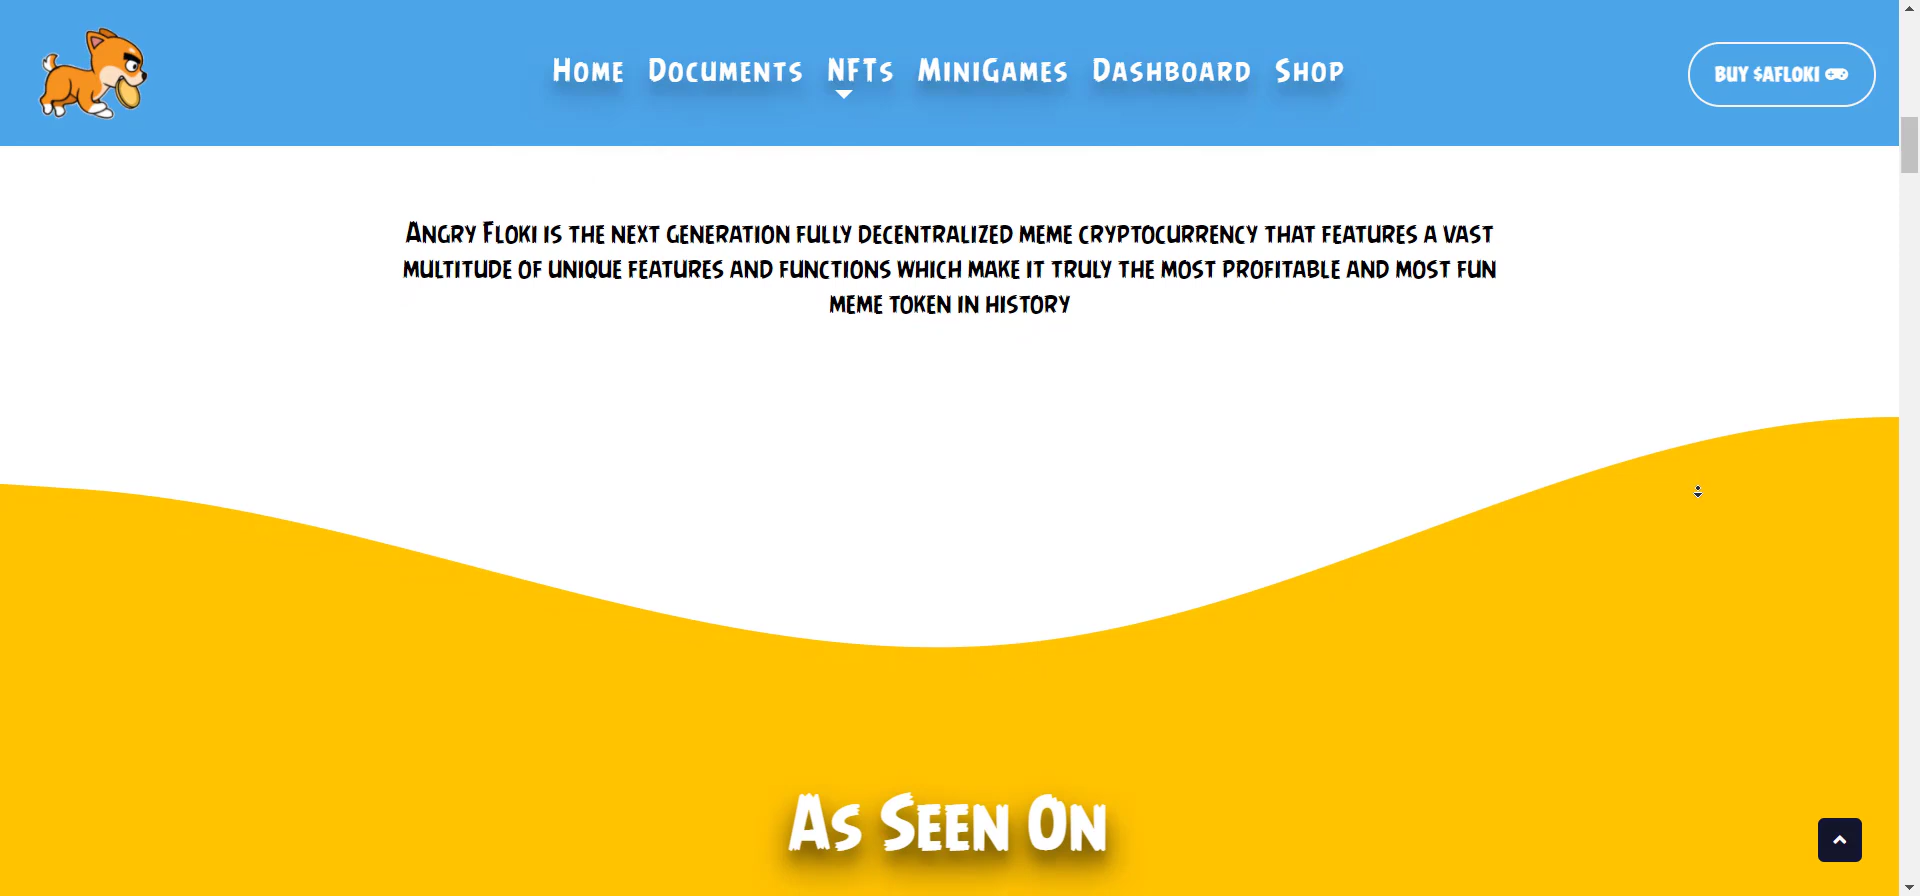 Home Documents NFTs MiniGames Dashboard Shop
BUY $AFLOKI
Angry Floki is the next generation fully decentralized meme cryptocurrency that features a vast
multitude of unique features and functions which make it truly the most profitable and most fun
meme token in history
As Seen On